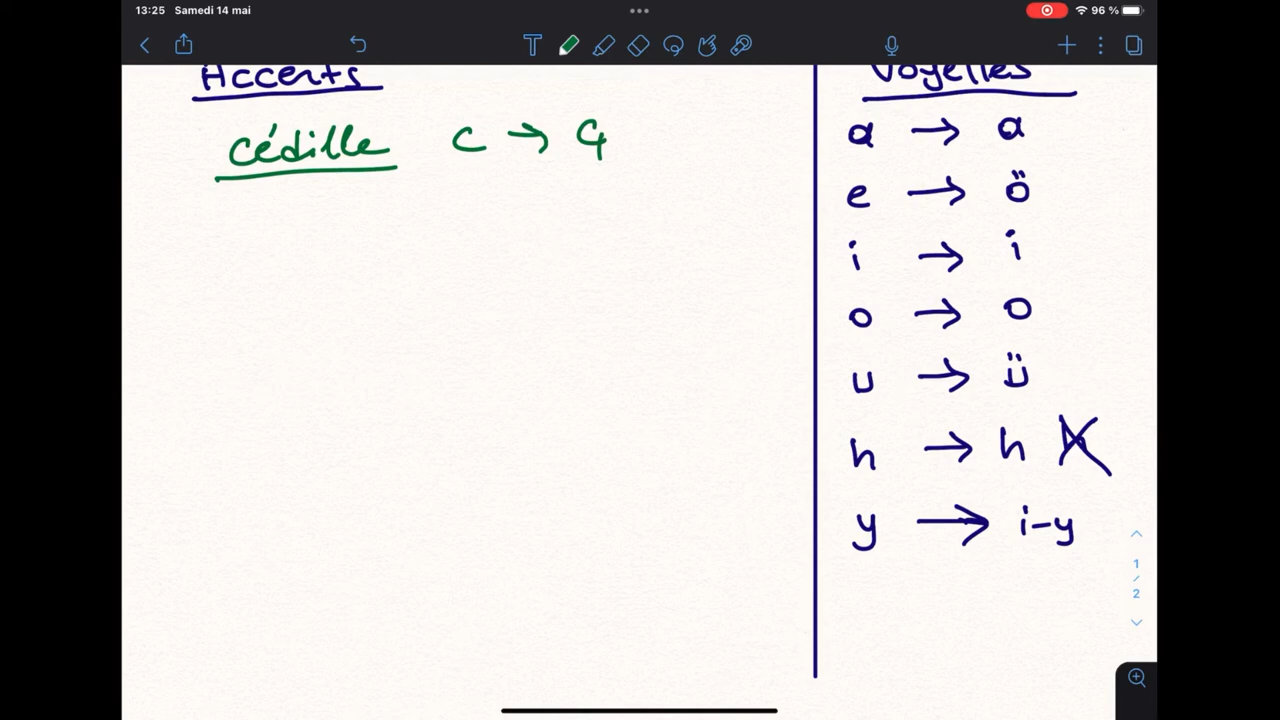 13:25 Samedi 14 mai
96 %
Accents
cédille c → ç
Voyelles
a → a
e → ö
i → i
o → o
u → ü
h → h
y → i-y
1
/
2